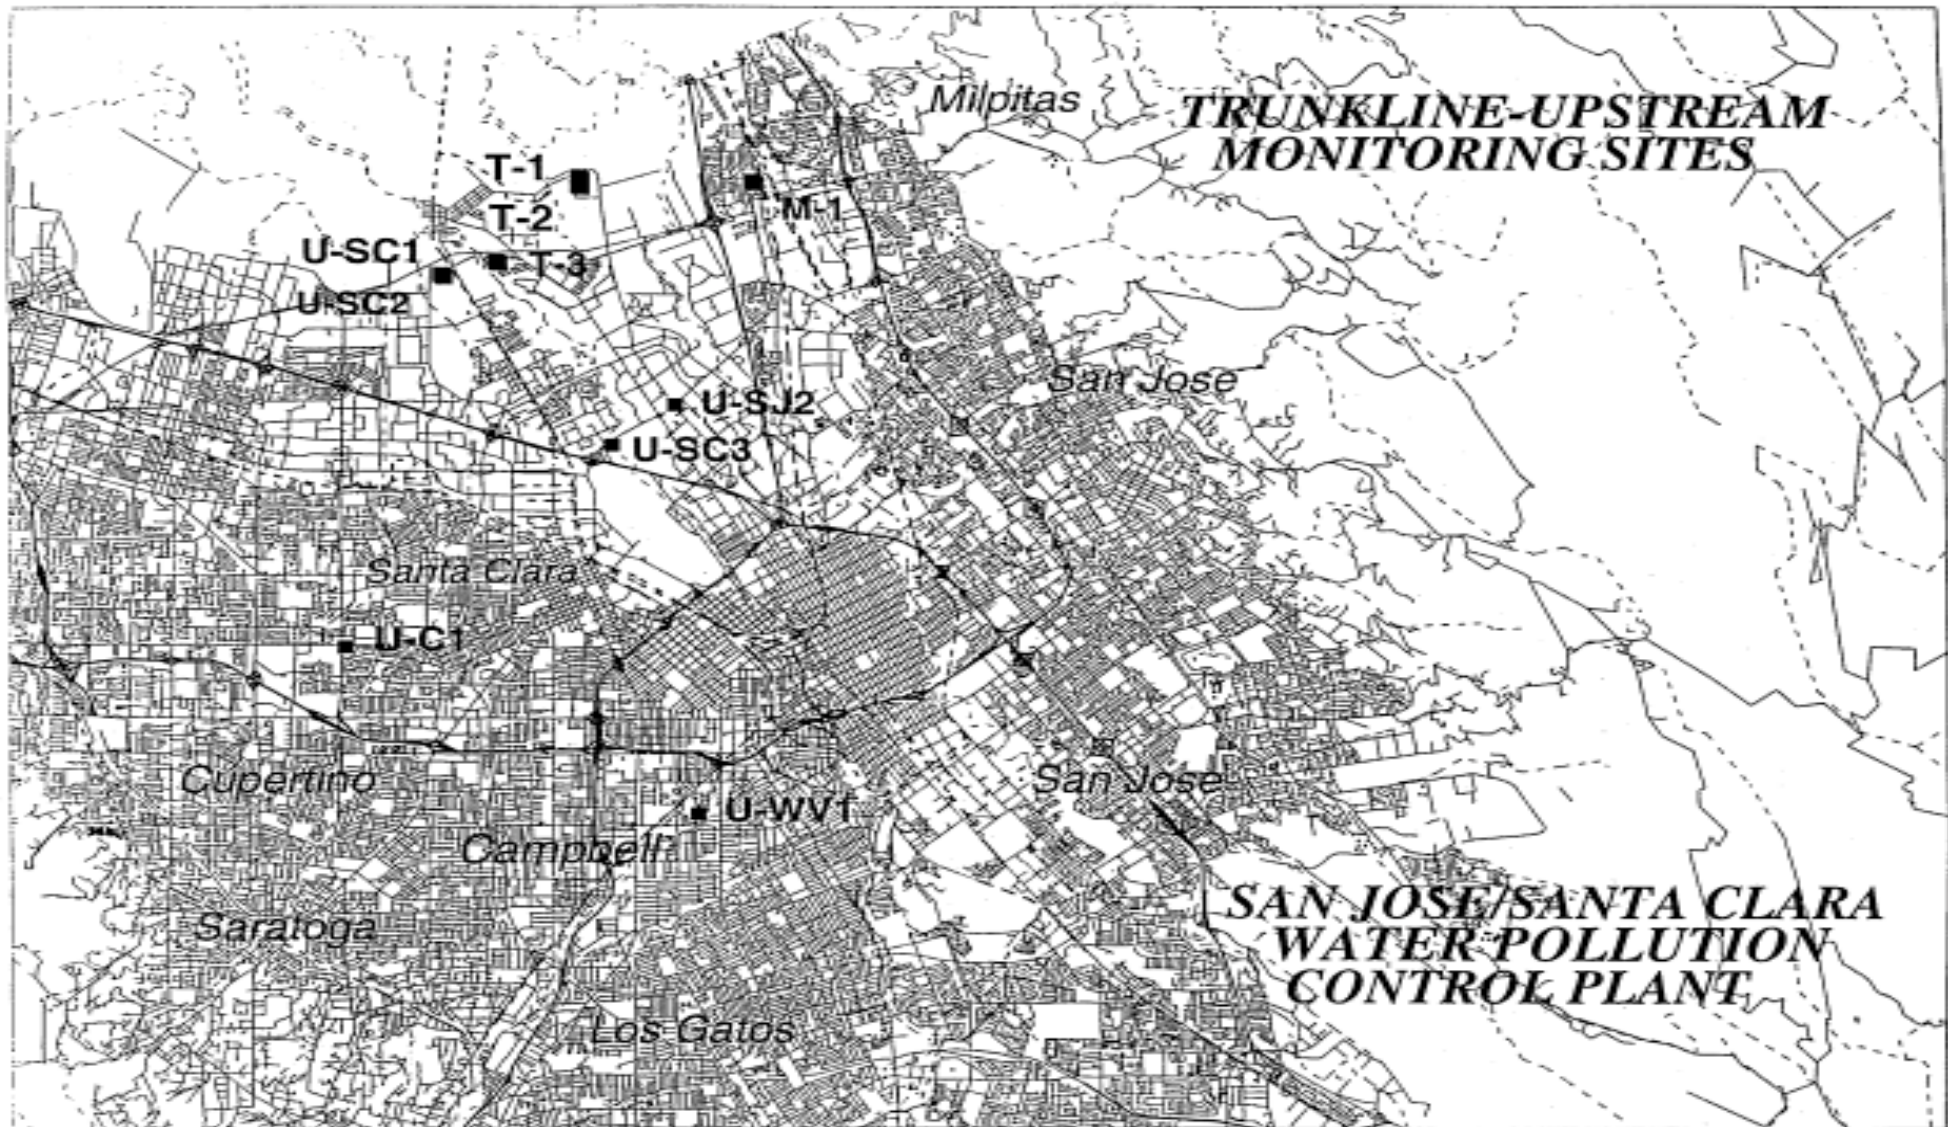 Milpitas
TRUNKLINE-UPSTREAM
MONITORING SITES
T-1
T-2
M-1
U-SC1
T-3
U-SC2
San Jose
U-SJ2
U-SC3
Santa Clara
U-C1
Cupertino
San Jose
U-WV1
Campbell
Saratoga
SAN JOSE/SANTA CLARA
WATER POLLUTION
CONTROL PLANT
Los Gatos